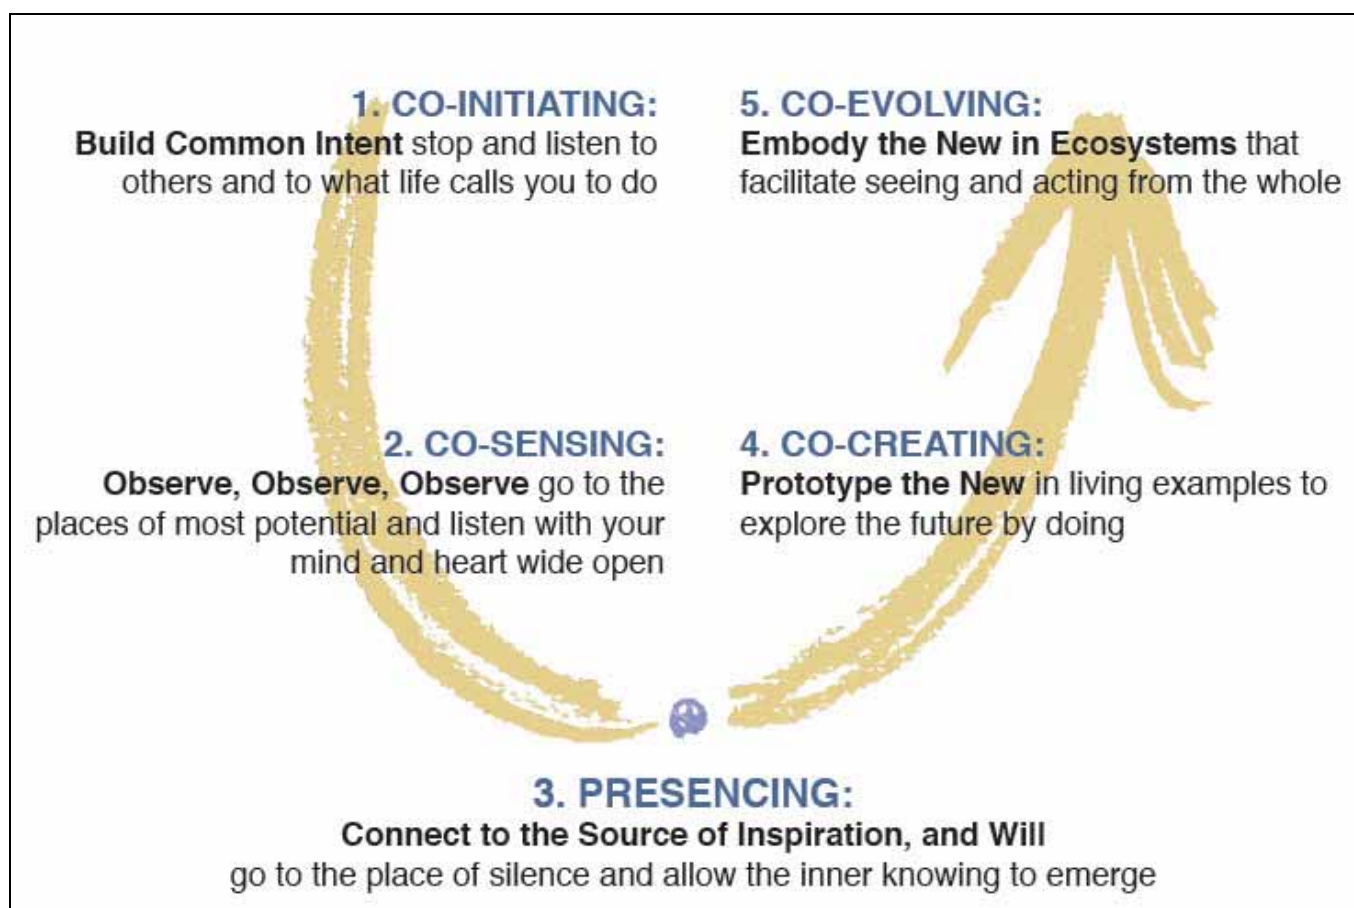 1. CO-INITIATING:
Build Common Intent stop and listen to
others and to what life calls you to do
2. CO-SENSING:
Observe, Observe, Observe go to the
places of most potential and listen with your
mind and heart wide open
3. PRESENCING:
Connect to the Source of Inspiration, and Will
go to the place of silence and allow the inner knowing to emerge
4. CO-CREATING:
Prototype the New in living examples to
explore the future by doing
5. CO-EVOLVING:
Embody the New in Ecosystems that
facilitate seeing and acting from the whole